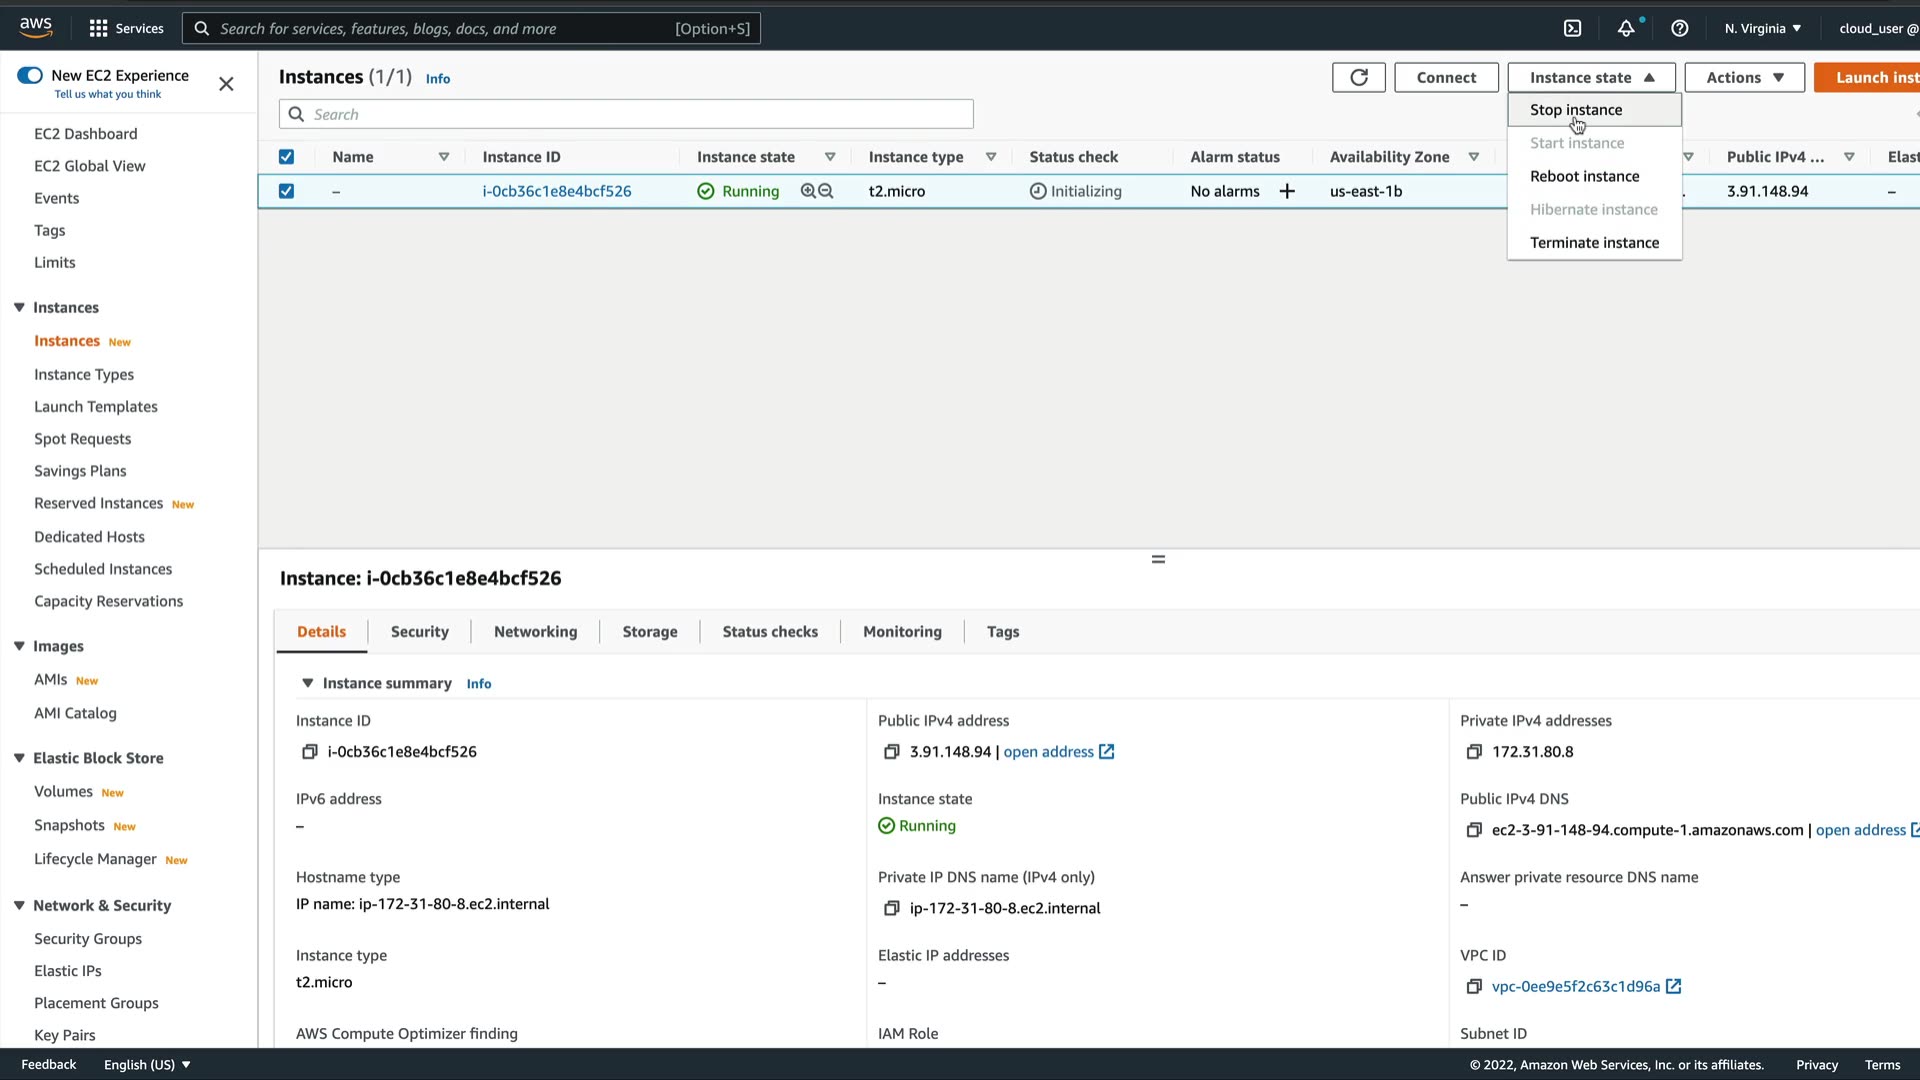 aws
Services
Search for services, features, blogs, docs, and more [Option+S]
N. Virginia
cloud_user @
New EC2 Experience
Tell us what you think
EC2 Dashboard
EC2 Global View
Events
Tags
Limits
Instances
Instances New
Instance Types
Launch Templates
Spot Requests
Savings Plans
Reserved Instances New
Dedicated Hosts
Scheduled Instances
Capacity Reservations
Images
AMIs New
AMI Catalog
Elastic Block Store
Volumes New
Snapshots New
Lifecycle Manager New
Network & Security
Security Groups
Elastic IPs
Placement Groups
Key Pairs
Instances (1/1) Info
Connect
Instance state
Actions
Launch inst
Search
Stop instance
Start instance
Reboot instance
Hibernate instance
Terminate instance
Name Instance ID Instance state Instance type Status check Alarm status Availability Zone Public IPv4 ... Elast
– i-0cb36c1e8e4bcf526 Running t2.micro Initializing No alarms + us-east-1b . 3.91.148.94 –
Instance: i-0cb36c1e8e4bcf526
Details Security Networking Storage Status checks Monitoring Tags
Instance summary Info
Instance ID
i-0cb36c1e8e4bcf526
Public IPv4 address
3.91.148.94 | open address
Private IPv4 addresses
172.31.80.8
IPv6 address
–
Instance state
Running
Public IPv4 DNS
ec2-3-91-148-94.compute-1.amazonaws.com | open address
Hostname type
IP name: ip-172-31-80-8.ec2.internal
Private IP DNS name (IPv4 only)
ip-172-31-80-8.ec2.internal
Answer private resource DNS name
–
Instance type
t2.micro
Elastic IP addresses
–
VPC ID
vpc-0ee9e5f2c63c1d96a
AWS Compute Optimizer finding
IAM Role
Subnet ID
Feedback English (US)
© 2022, Amazon Web Services, Inc. or its affiliates. Privacy Terms